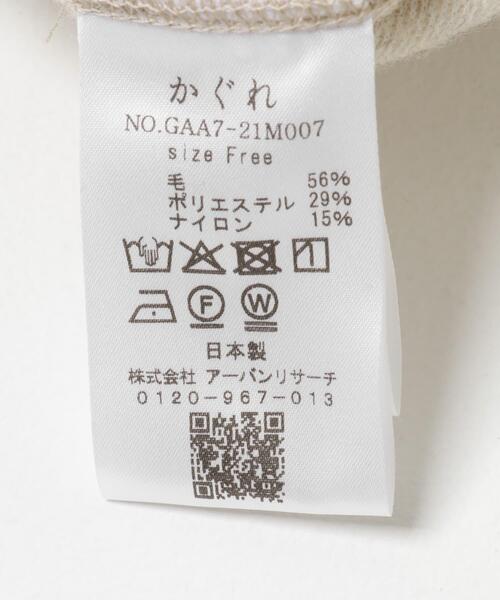 かぐれ
NO.GAA7-21M007
size Free
毛 56%
ポリエステル 29%
ナイロン 15%
F W
日本製
株式会社 アーバンリサーチ
0120-967-013